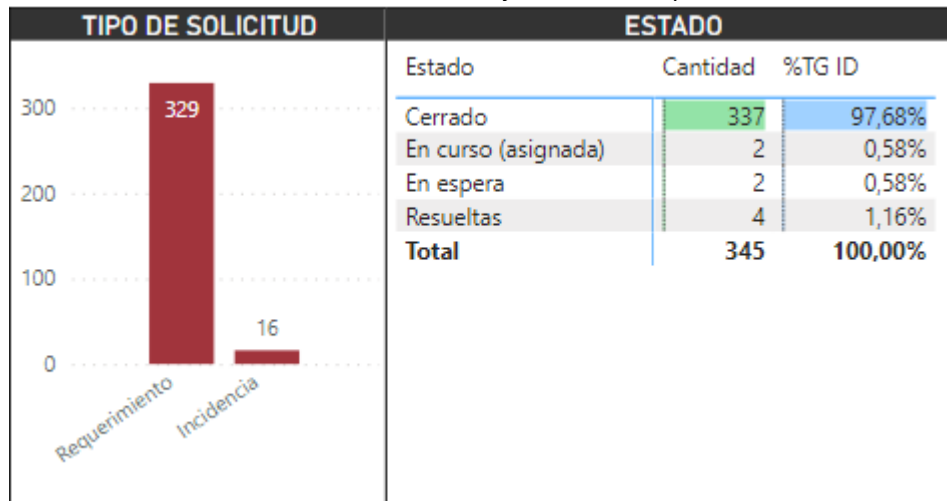 TIPO DE SOLICITUD
300
200
100
0
329
16
Requerimiento
Incidencia
ESTADO
Estado Cantidad %TG ID
Cerrado 337 97,68%
En curso (asignada) 2 0,58%
En espera 2 0,58%
Resueltas 4 1,16%
Total 345 100,00%